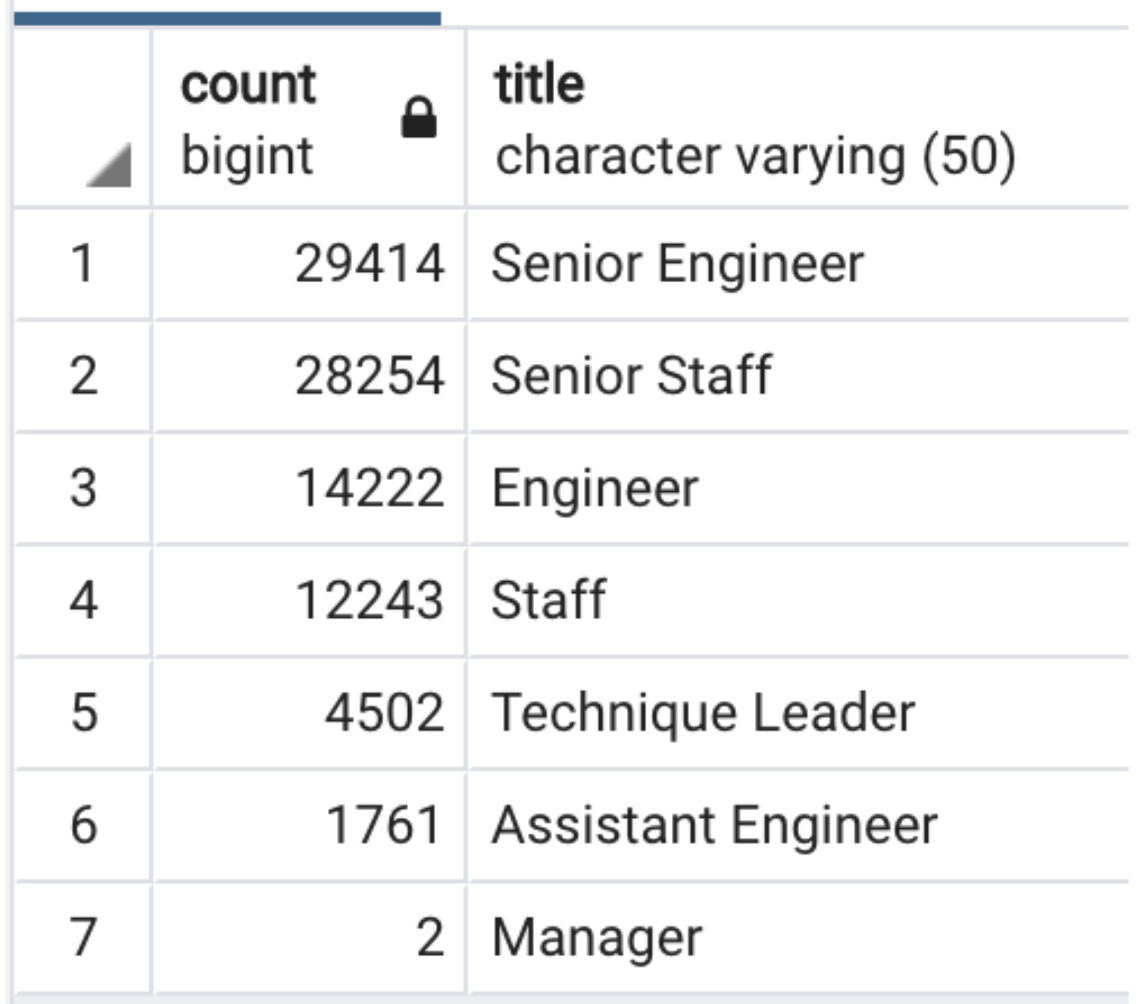 count title
bigint character varying (50)
1 29414 Senior Engineer
2 28254 Senior Staff
3 14222 Engineer
4 12243 Staff
5 4502 Technique Leader
6 1761 Assistant Engineer
7 2 Manager